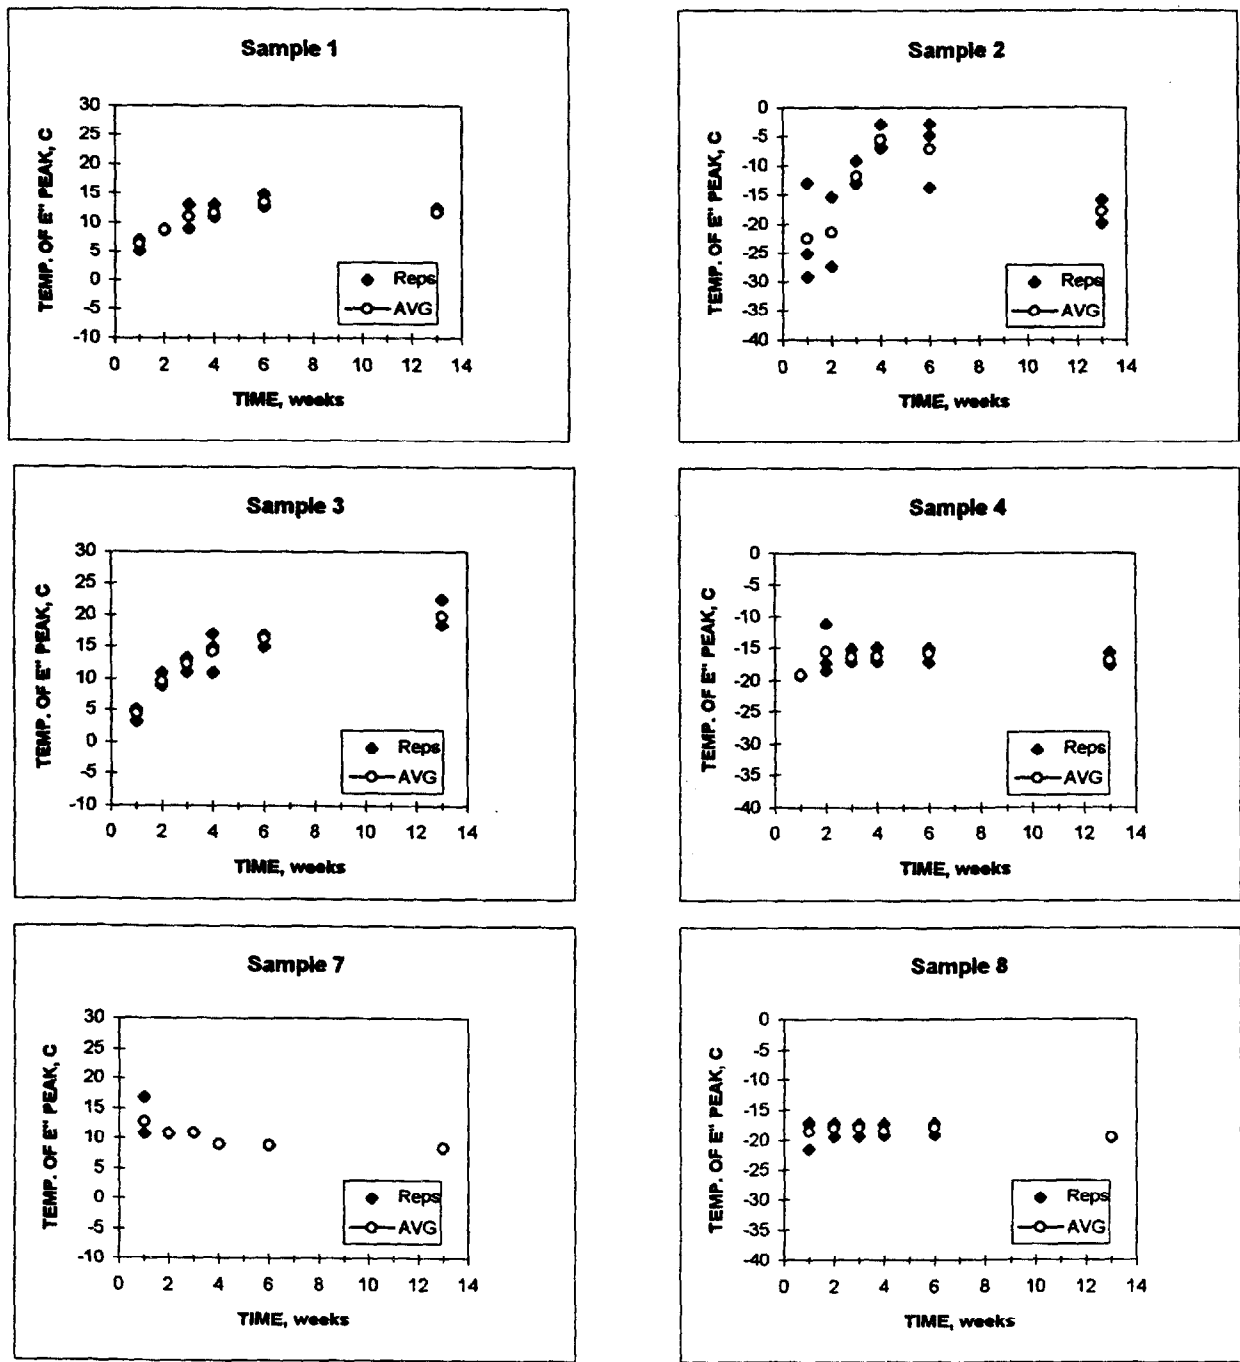 Sample 1
TEMP. OF E" PEAK, C
30
25
20
15
10
5
0
-5
-10
Reps
AVG
0 2 4 6 8 10 12 14
TIME, weeks
Sample 2
TEMP. OF E" PEAK, C
0
-5
-10
-15
-20
-25
-30
-35
-40
Reps
AVG
0 2 4 6 8 10 12 14
TIME, weeks
Sample 3
TEMP. OF E" PEAK, C
30
25
20
15
10
5
0
-5
-10
Reps
AVG
0 2 4 6 8 10 12 14
TIME, weeks
Sample 4
TEMP. OF E" PEAK, C
0
-5
-10
-15
-20
-25
-30
-35
-40
Reps
AVG
0 2 4 6 8 10 12 14
TIME, weeks
Sample 7
TEMP. OF E" PEAK, C
30
25
20
15
10
5
0
-5
-10
Reps
AVG
0 2 4 6 8 10 12 14
TIME, weeks
Sample 8
TEMP. OF E" PEAK, C
0
-5
-10
-15
-20
-25
-30
-35
-40
Reps
AVG
0 2 4 6 8 10 12 14
TIME, weeks